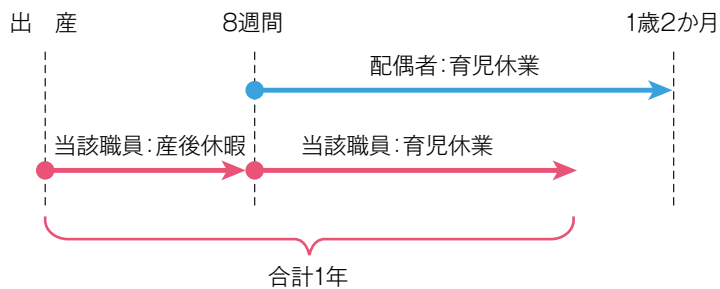 出　産
8週間
1歳2か月
配偶者：育児休業
当該職員：産後休暇
当該職員：育児休業
合計1年